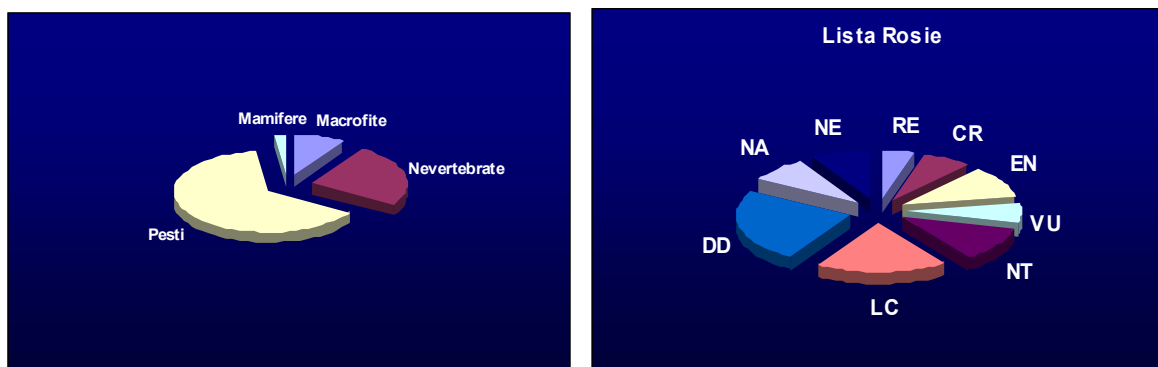 Mamifere
Macrofite
Nevertebrate
Pesti
Lista Rosie
NE
RE
CR
NA
EN
VU
DD
NT
LC